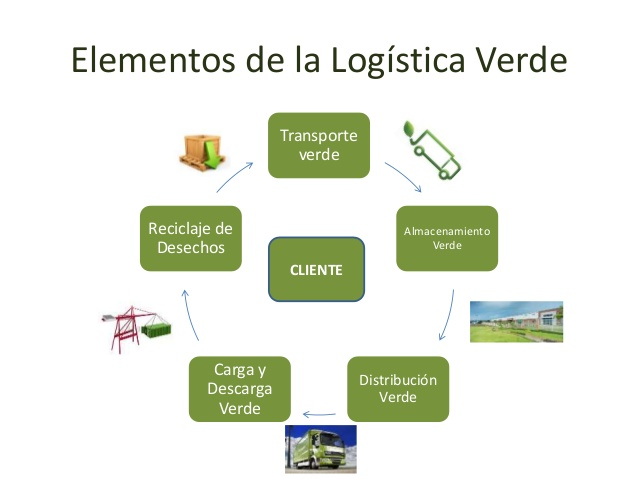 Elementos de la Logística Verde
Transporte
verde
Almacenamiento
Verde
Distribución
Verde
Carga y
Descarga
Verde
Reciclaje de
Desechos
CLIENTE